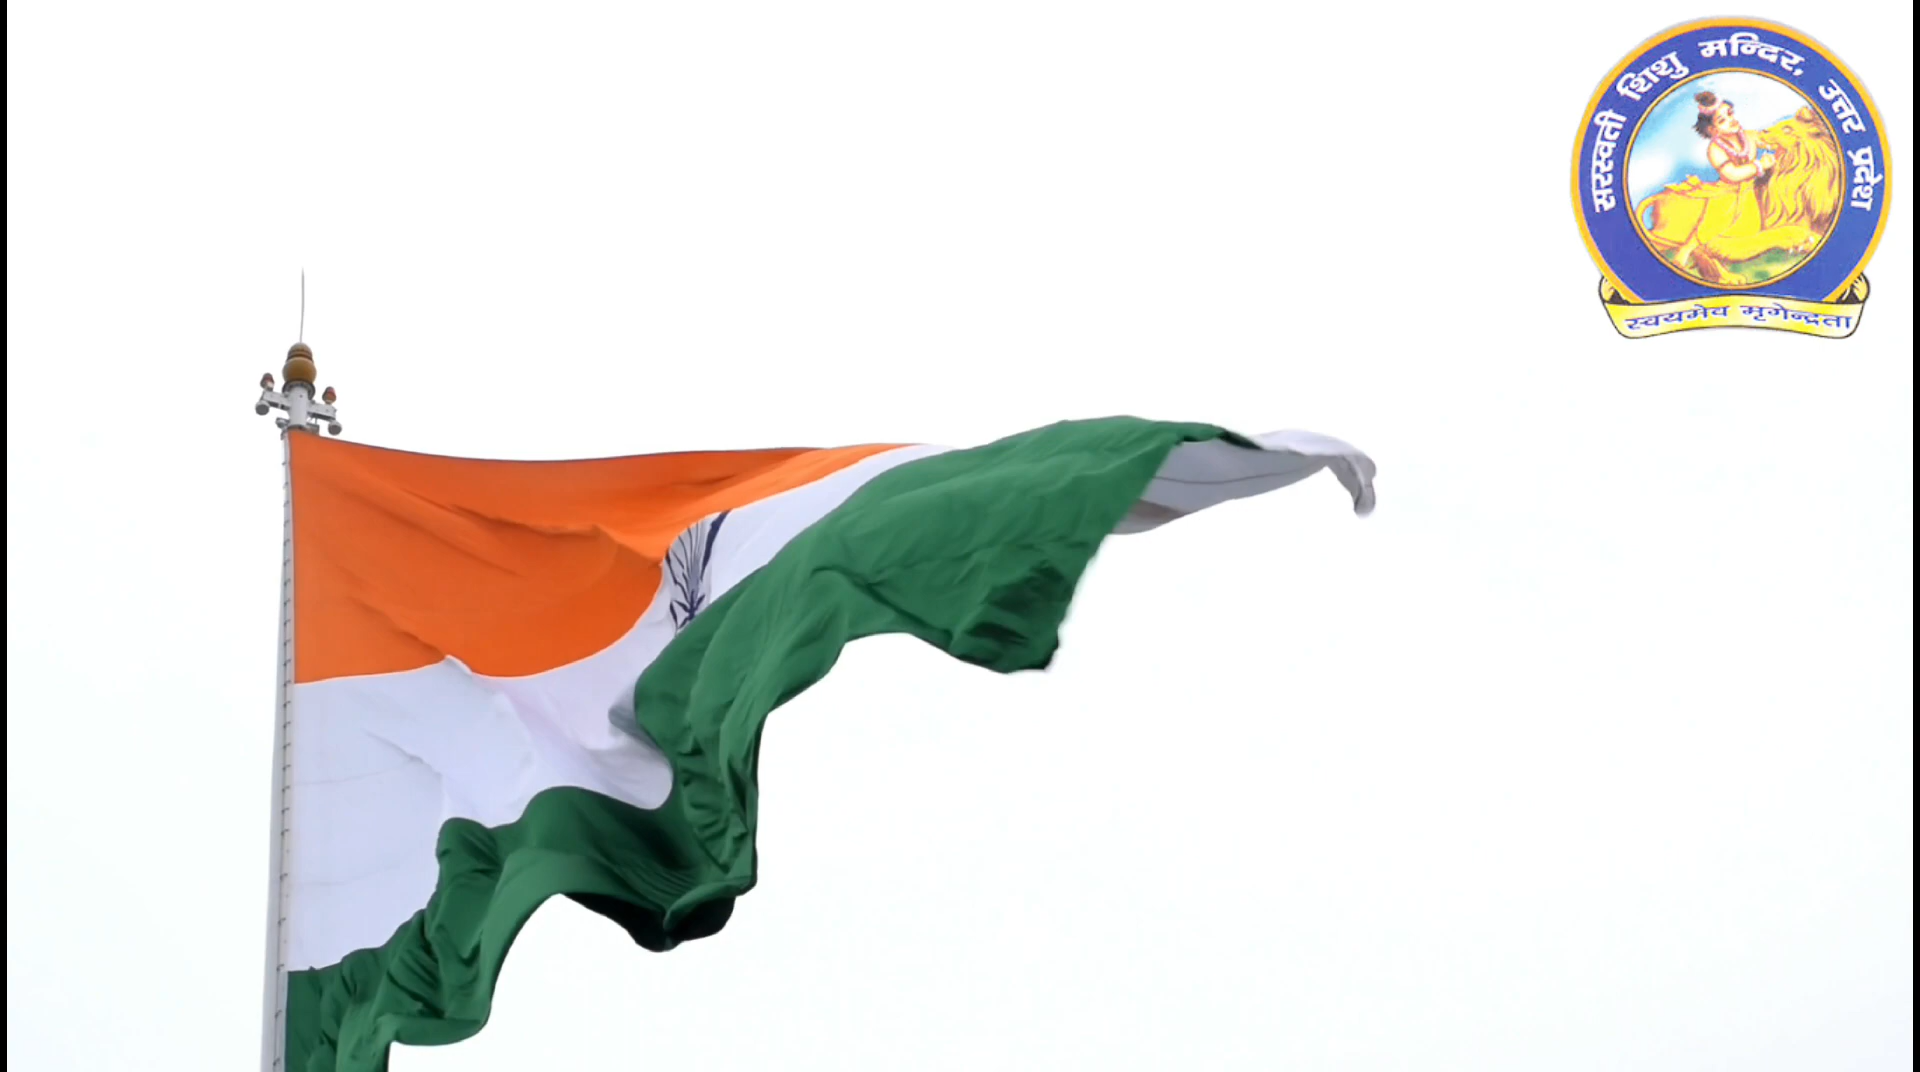 सरस्वती शिशु मन्दिर, उत्तर प्रदेश
स्वयमेव मृगेन्द्रता